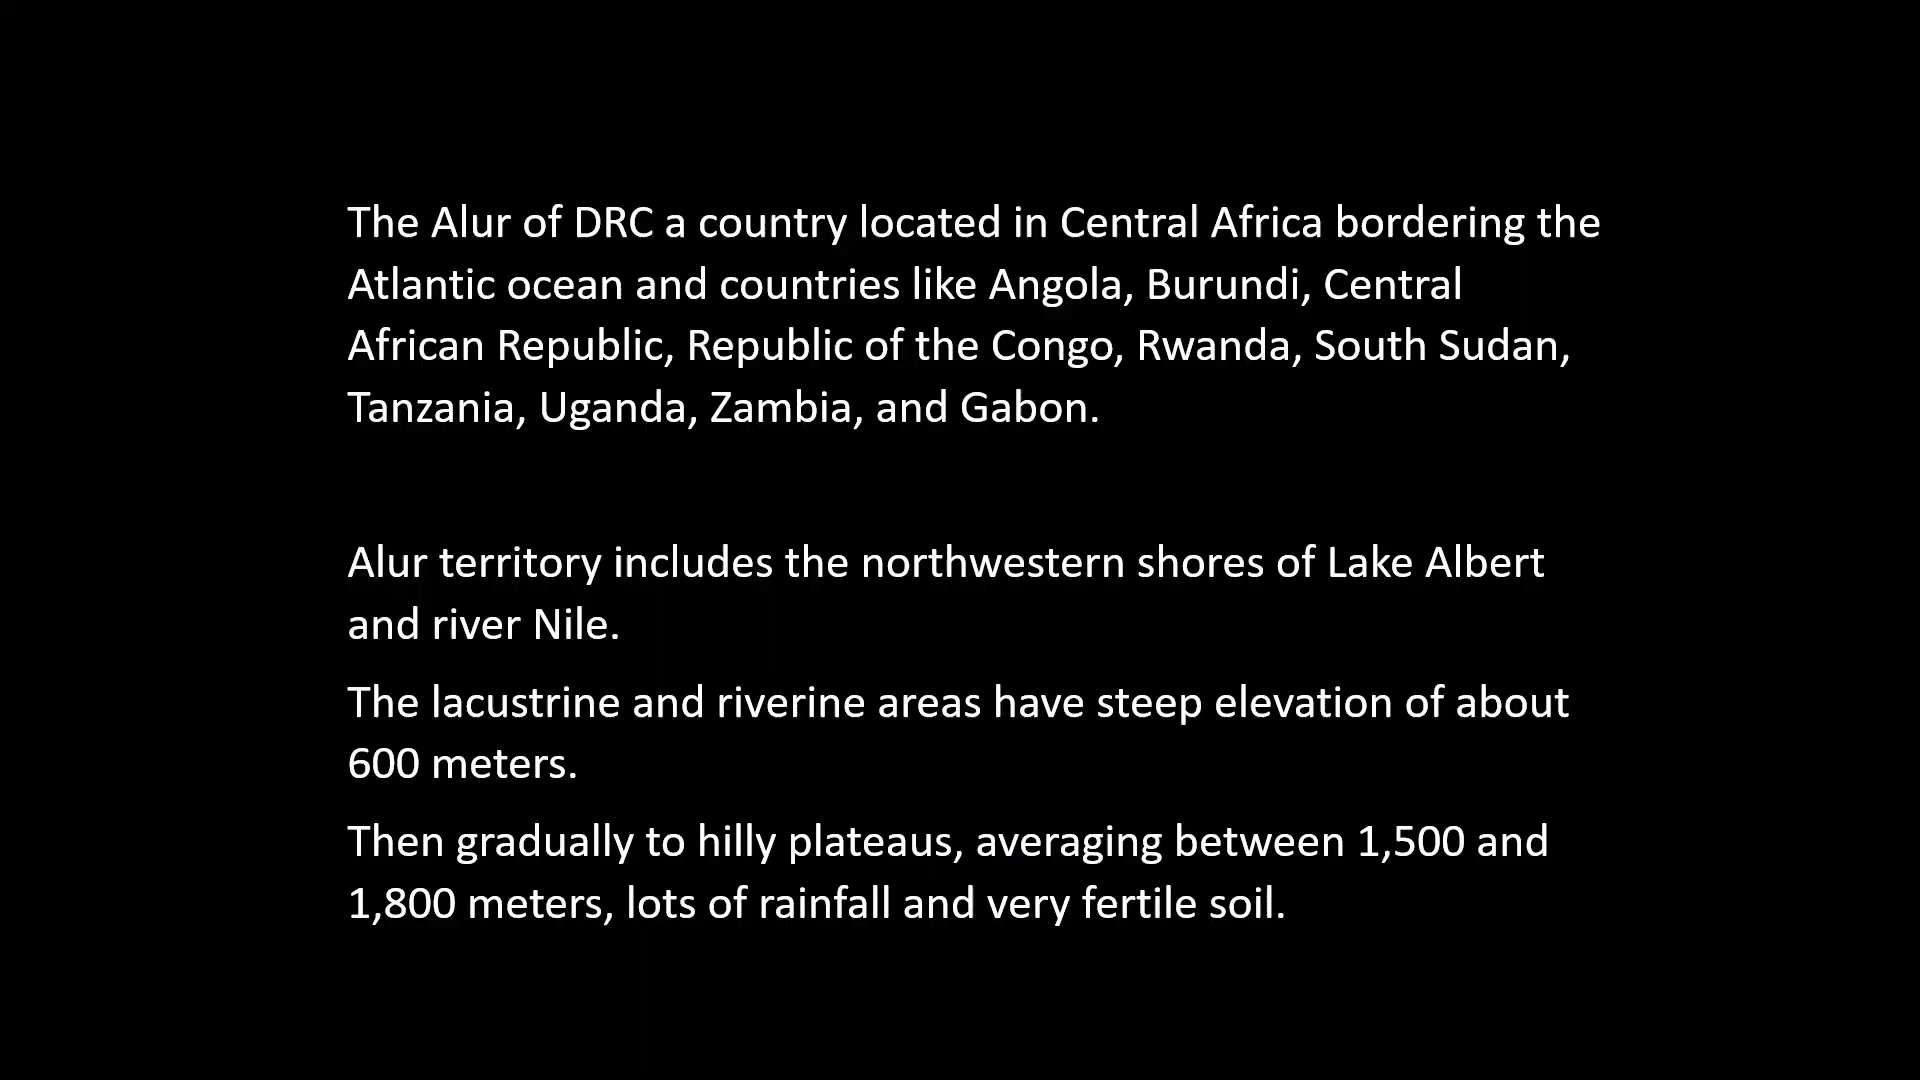 The Alur of DRC a country located in Central Africa bordering the
Atlantic ocean and countries like Angola, Burundi, Central
African Republic, Republic of the Congo, Rwanda, South Sudan,
Tanzania, Uganda, Zambia, and Gabon.
Alur territory includes the northwestern shores of Lake Albert
and river Nile.
The lacustrine and riverine areas have steep elevation of about
600 meters.
Then gradually to hilly plateaus, averaging between 1,500 and
1,800 meters, lots of rainfall and very fertile soil.